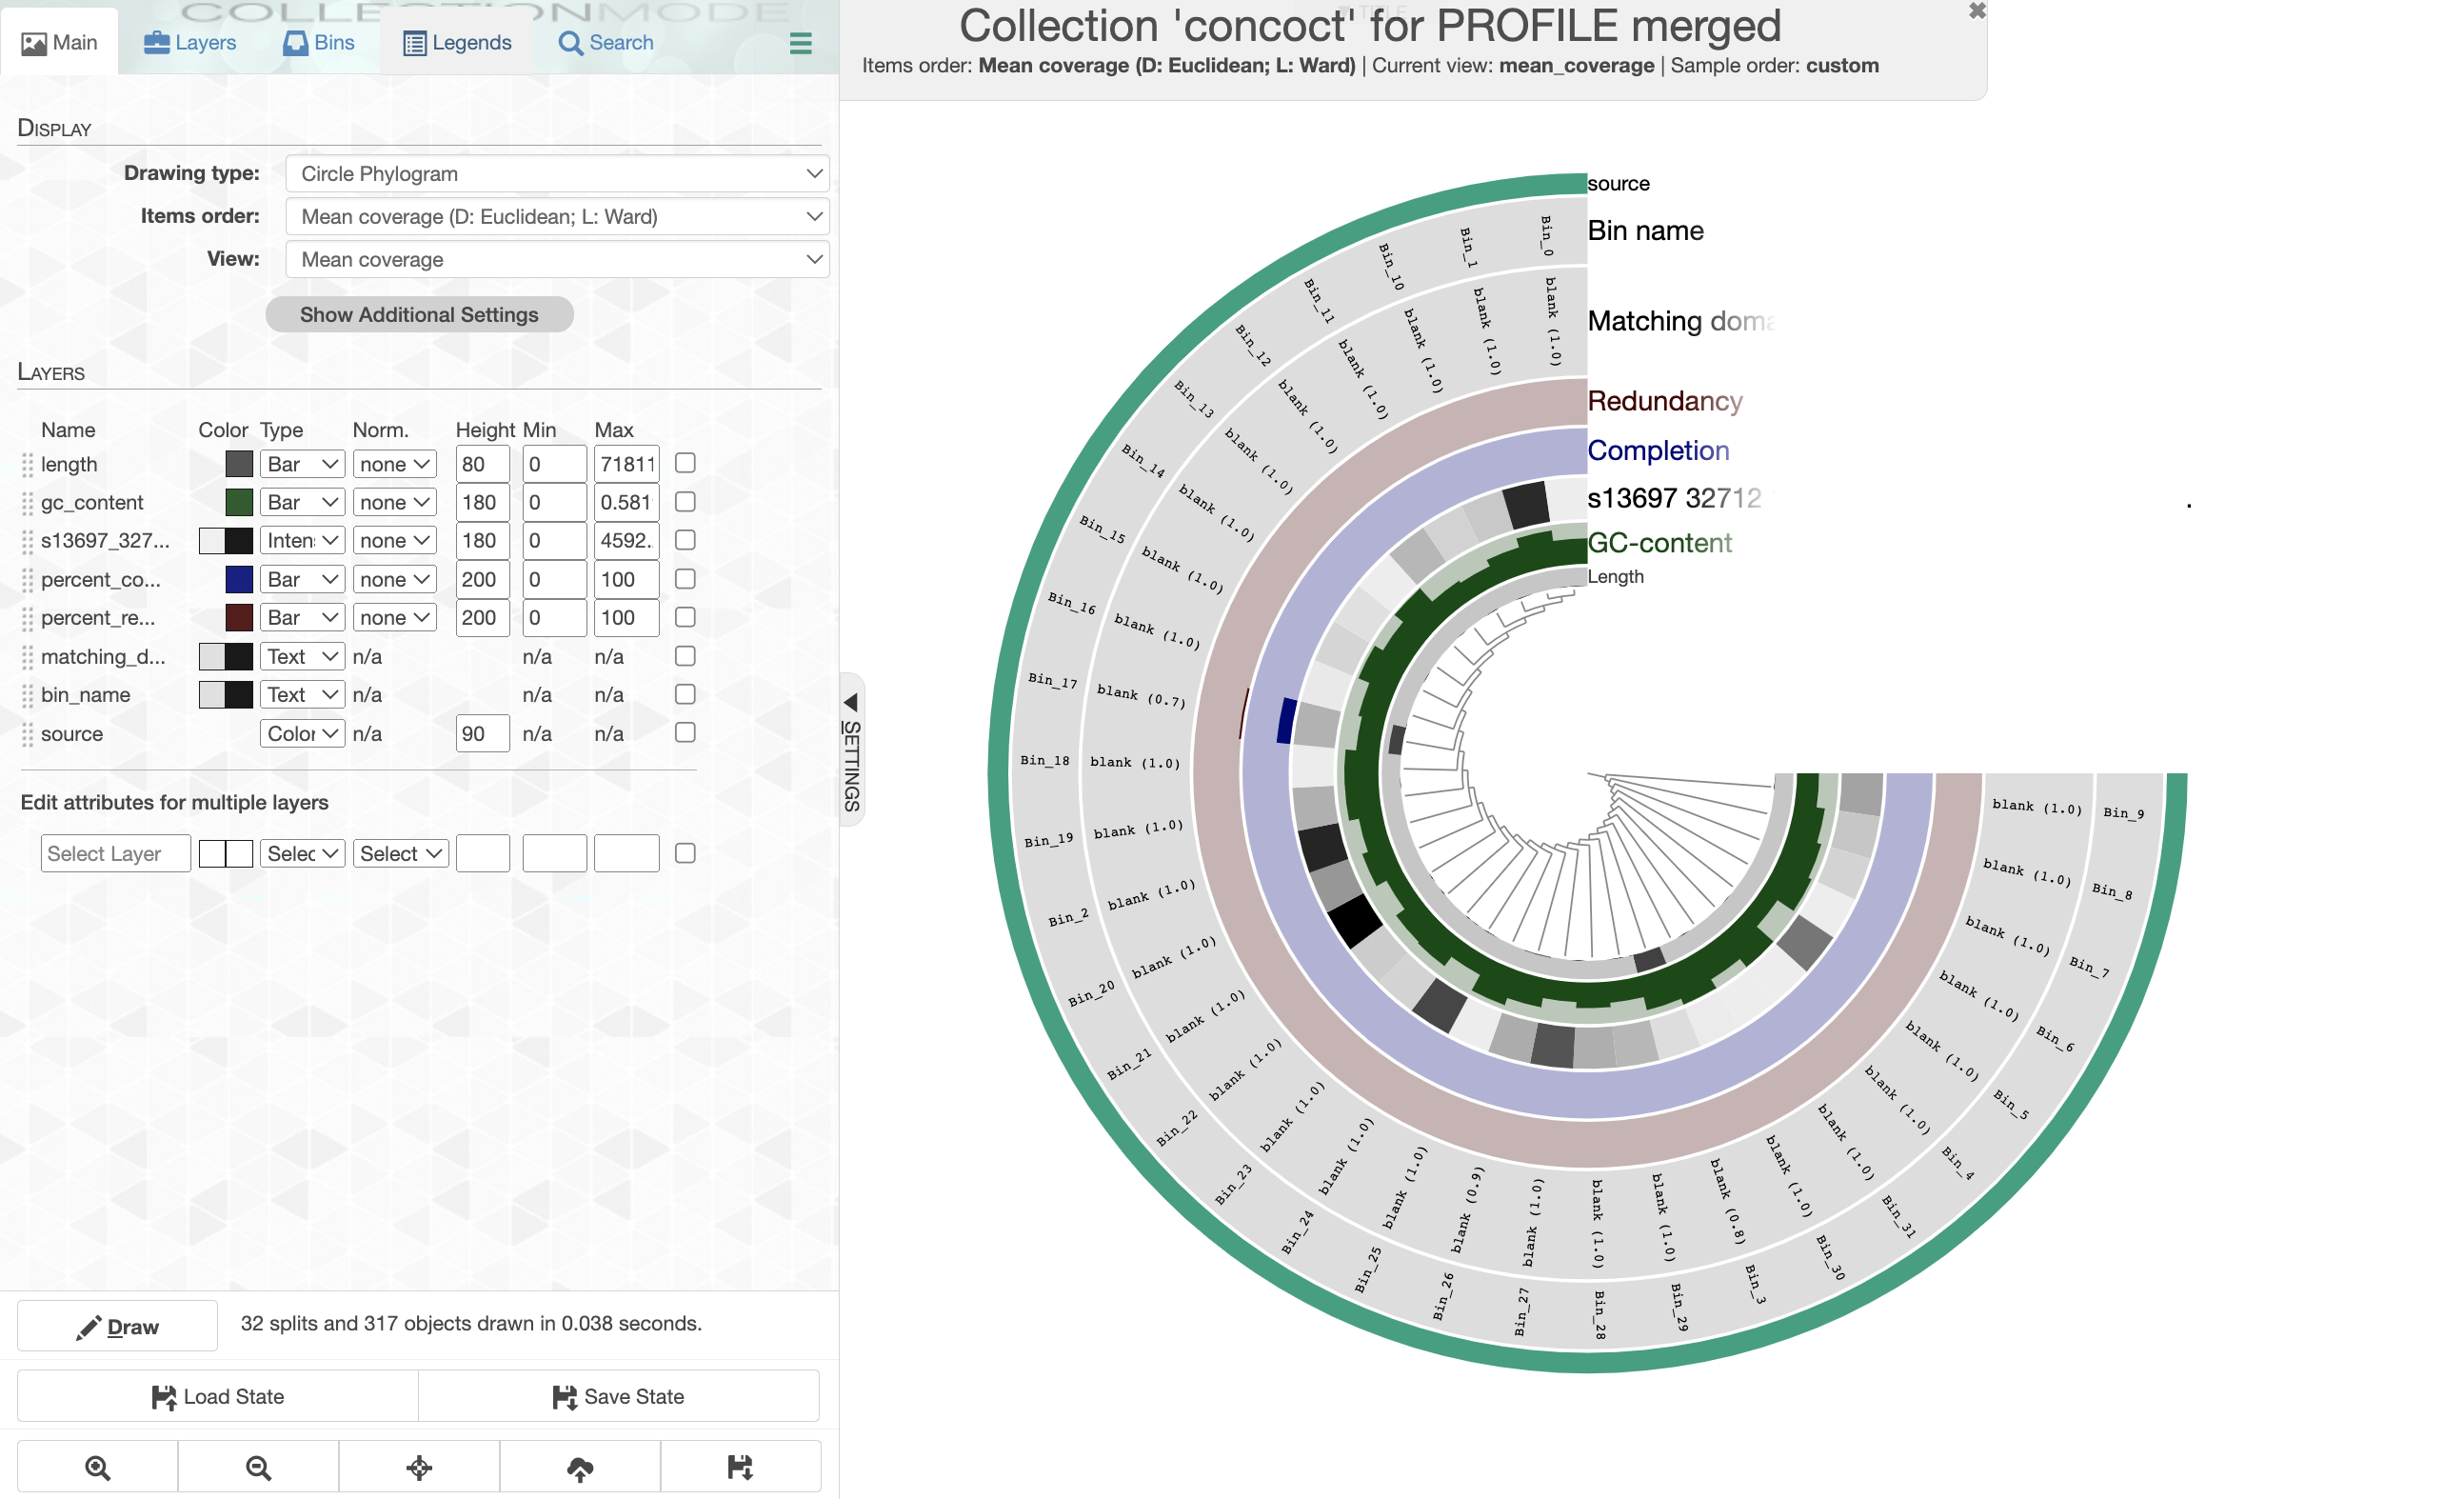 COLLECTIONMODE
Main
Layers
Bins
Legends
Search
DISPLAY
Drawing type:
Circle Phylogram
Items order:
Mean coverage (D: Euclidean; L: Ward)
View:
Mean coverage
Show Additional Settings
LAYERS
Name Color Type Norm. Height Min Max
length Bar none 80 0 71811
gc_content Bar none 180 0 0.581
s13697_327... Inten none 180 0 4592.
percent_co... Bar none 200 0 100
percent_re... Bar none 200 0 100
matching_d... Text n/a n/a n/a
bin_name Text n/a n/a n/a
source Color n/a 90 n/a n/a
Edit attributes for multiple layers
Select Layer Selec Select
Draw
32 splits and 317 objects drawn in 0.038 seconds.
Load State
Save State
SETTINGS
TITLE
Collection 'concoct' for PROFILE merged
Items order: Mean coverage (D: Euclidean; L: Ward) | Current view: mean_coverage | Sample order: custom
source
Bin name
Matching doma
Redundancy
Completion
s13697 32712
GC-content
Length
Bin_0 blank (1.0)
Bin_1 blank (1.0)
Bin_10 blank (1.0)
Bin_11 blank (1.0)
Bin_12 blank (1.0)
Bin_13 blank (1.0)
Bin_14 blank (1.0)
Bin_15 blank (1.0)
Bin_16 blank (1.0)
Bin_17 blank (0.7)
Bin_18 blank (1.0)
Bin_19 blank (1.0)
Bin_2 blank (1.0)
Bin_20 blank (1.0)
Bin_21 blank (1.0)
Bin_22 blank (1.0)
Bin_23 blank (1.0)
Bin_24 blank (1.0)
Bin_25 blank (1.0)
Bin_26 blank (0.9)
Bin_27 blank (1.0)
Bin_28 blank (1.0)
Bin_29 blank (1.0)
Bin_3 blank (0.8)
Bin_30 blank (1.0)
Bin_31 blank (1.0)
Bin_4 blank (1.0)
Bin_5 blank (1.0)
Bin_6 blank (1.0)
Bin_7 blank (1.0)
Bin_8 blank (1.0)
Bin_9 blank (1.0)